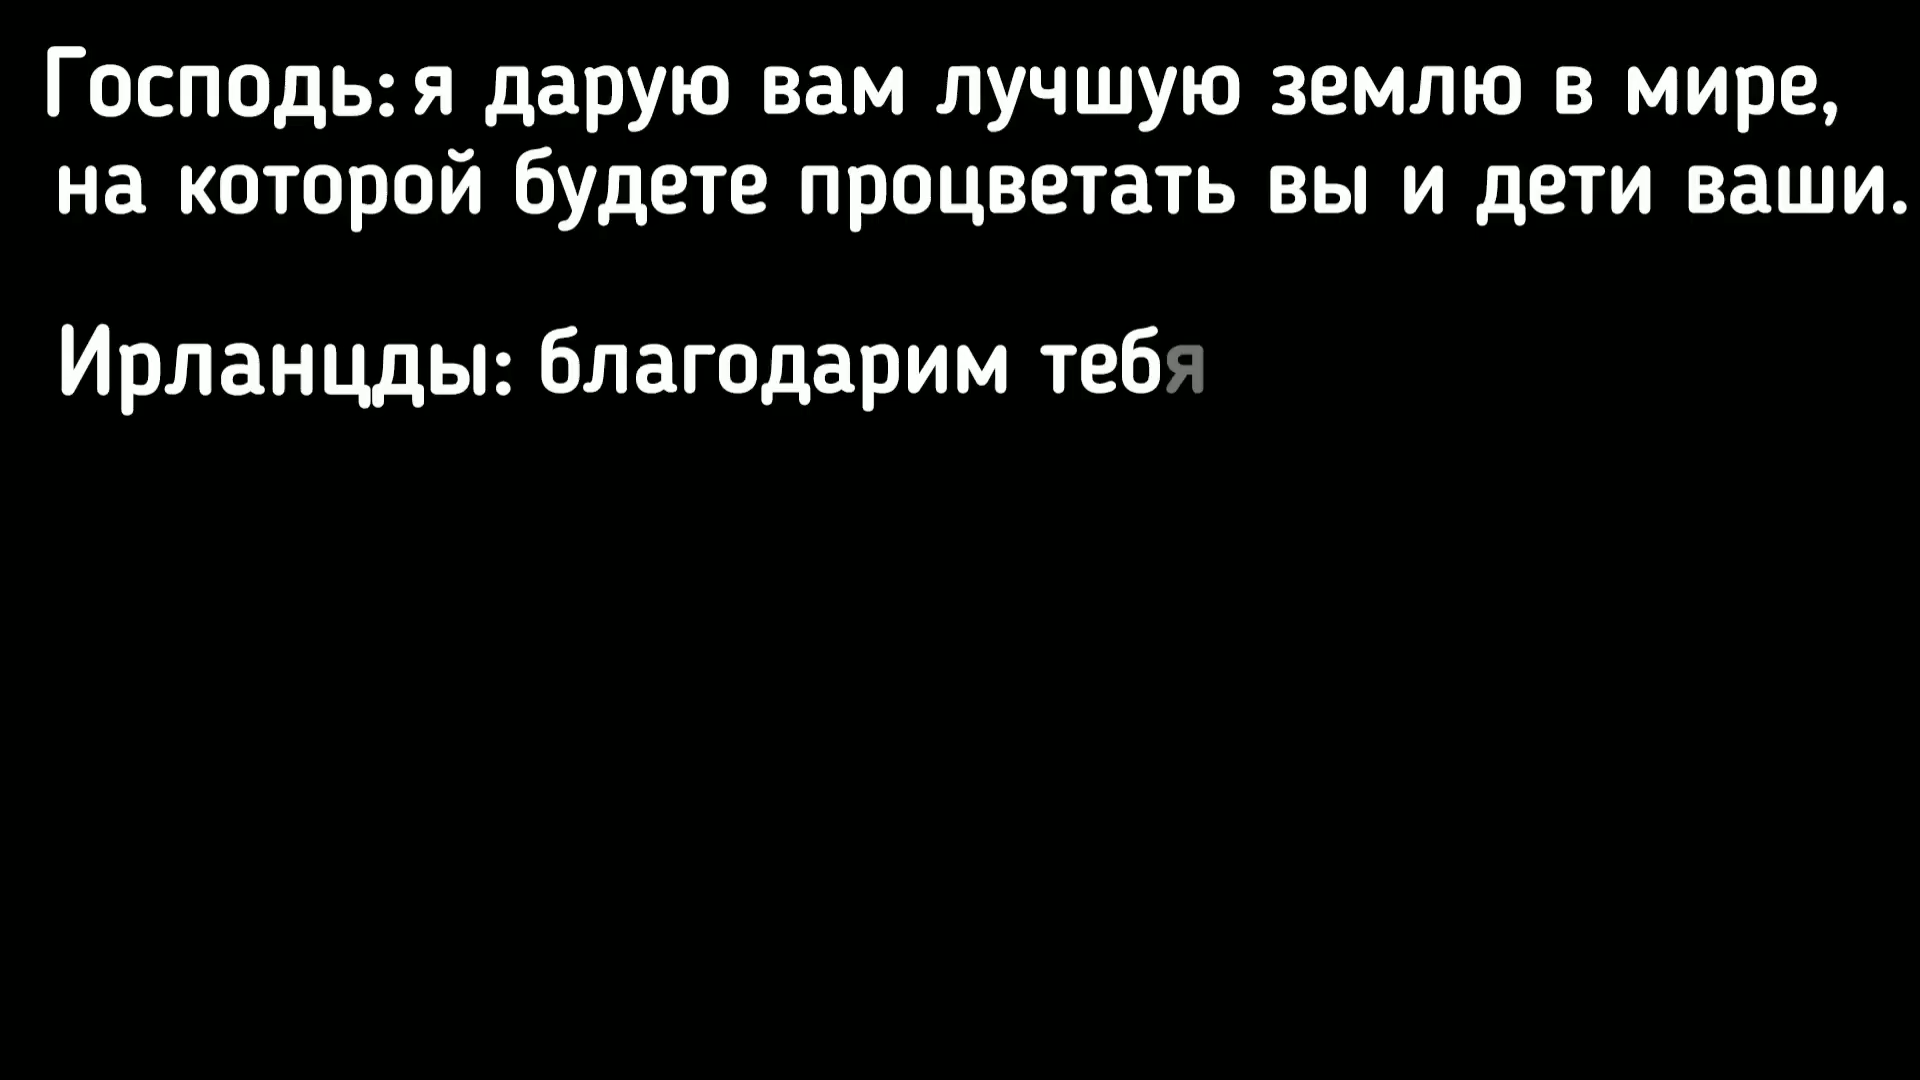 Господь: я дарую вам лучшую землю в мире,
на которой будете процветать вы и дети ваши.
Ирланцды: благодарим тебя